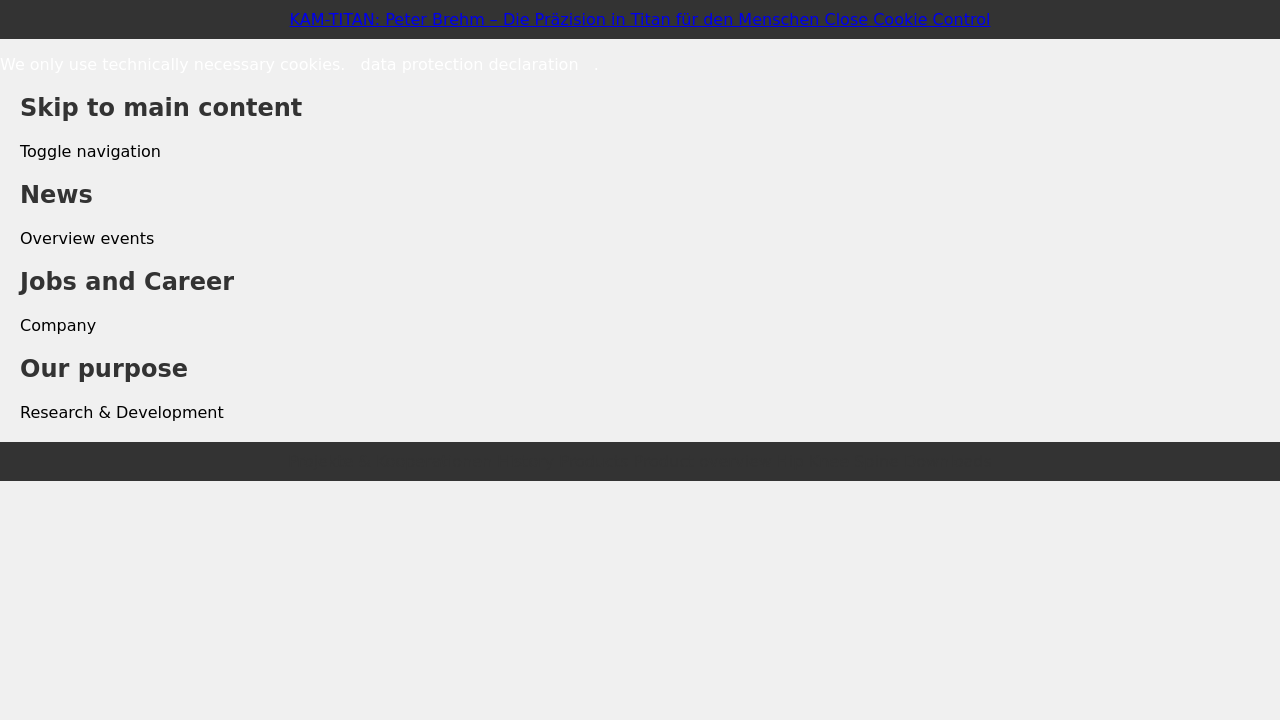 KAM-TITAN: Peter Brehm – Die Präzision in Titan für den Menschen Close Cookie Control
We only use technically necessary cookies. data protection declaration .
Skip to main content
Toggle navigation
News
Overview events
Jobs and Career
Company
Our purpose
Research & Development